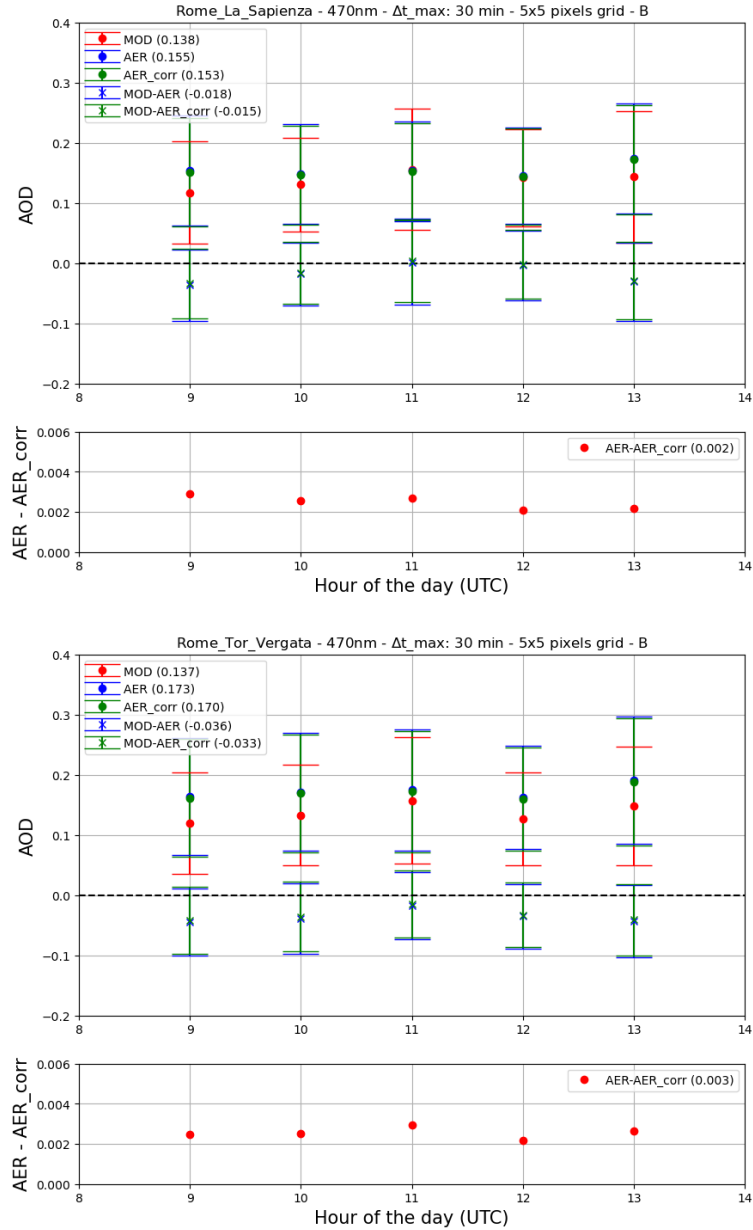 Rome_La_Sapienza - 470nm - Δt_max: 30 min - 5x5 pixels grid - B
0.4
0.3
0.2
0.1
0.0
−0.1
−0.2
AOD
MOD (0.138)
AER (0.155)
AER_corr (0.153)
MOD-AER (-0.018)
MOD-AER_corr (-0.015)
8 9 10 11 12 13 14
0.006
0.004
0.002
0.000
AER - AER_corr
AER-AER_corr (0.002)
8 9 10 11 12 13 14
Hour of the day (UTC)
Rome_Tor_Vergata - 470nm - Δt_max: 30 min - 5x5 pixels grid - B
0.4
0.3
0.2
0.1
0.0
−0.1
−0.2
AOD
MOD (0.137)
AER (0.173)
AER_corr (0.170)
MOD-AER (-0.036)
MOD-AER_corr (-0.033)
8 9 10 11 12 13 14
0.006
0.004
0.002
0.000
AER - AER_corr
AER-AER_corr (0.003)
8 9 10 11 12 13 14
Hour of the day (UTC)